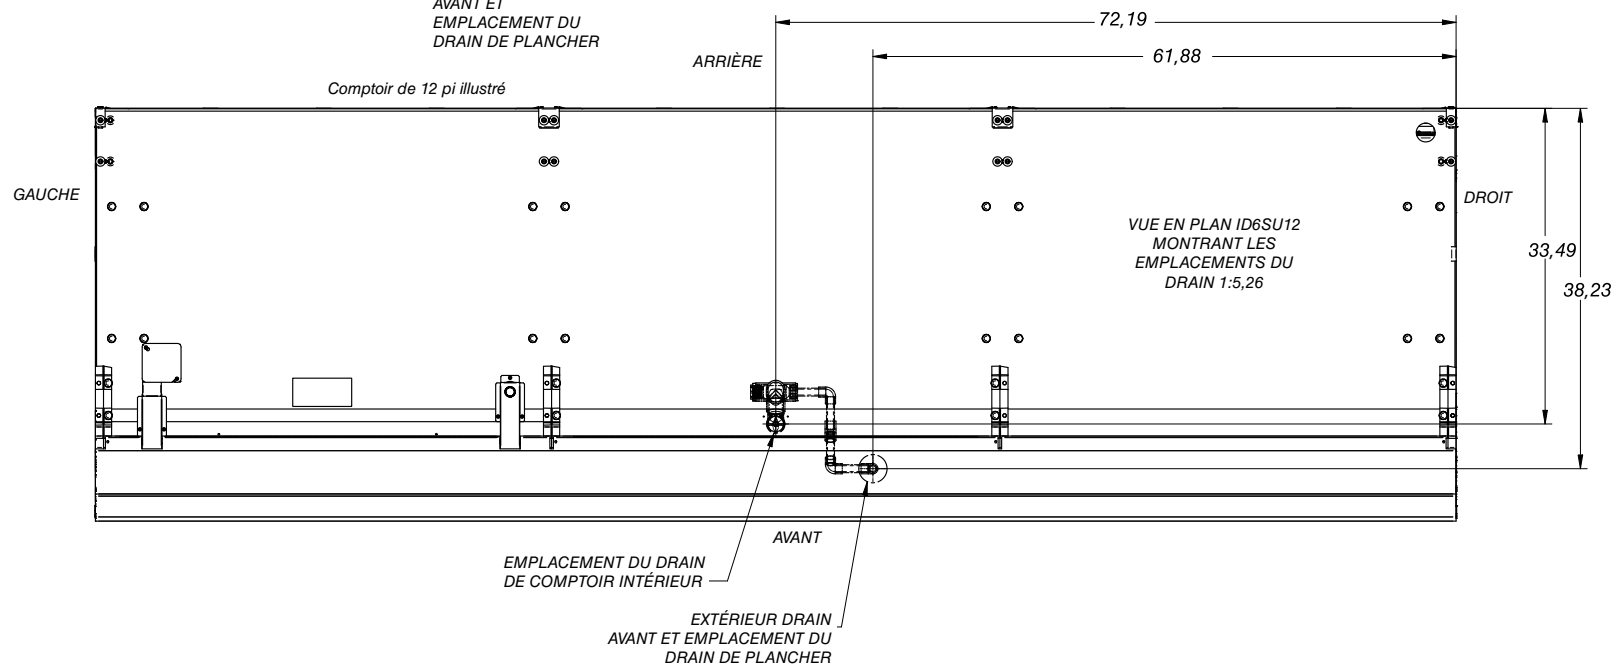 AVANT ET
EMPLACEMENT DU
DRAIN DE PLANCHER
72,19
ARRIÈRE
61,88
Comptoir de 12 pi illustré
GAUCHE
DROIT
VUE EN PLAN ID6SU12
MONTRANT LES
EMPLACEMENTS DU
DRAIN 1:5,26
33,49
38,23
AVANT
EMPLACEMENT DU DRAIN
DE COMPTOIR INTÉRIEUR
EXTÉRIEUR DRAIN
AVANT ET EMPLACEMENT DU
DRAIN DE PLANCHER